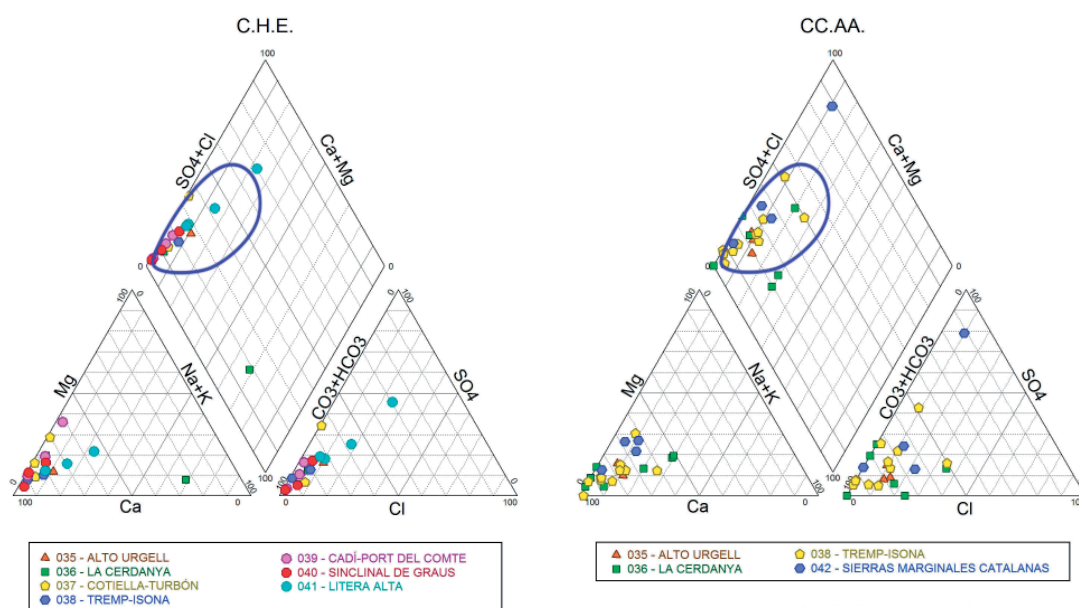 C.H.E.
100
SO4+Cl
Ca+Mg
0
0
100
0
0
100
Mg
Na+K
CO3+HCO3
SO4
100
100
0
100
0
0
100
Ca
Cl
035 - ALTO URGELL
036 - LA CERDANYA
037 - COTIELLA-TURBÓN
038 - TREMP-ISONA
039 - CADÍ-PORT DEL COMTE
040 - SINCLINAL DE GRAUS
041 - LITERA ALTA
CC.AA.
100
SO4+Cl
Ca+Mg
0
0
100
0
0
100
Mg
Na+K
CO3+HCO3
SO4
100
100
0
100
0
0
100
Ca
Cl
035 - ALTO URGELL
036 - LA CERDANYA
038 - TREMP-ISONA
042 - SIERRAS MARGINALES CATALANAS